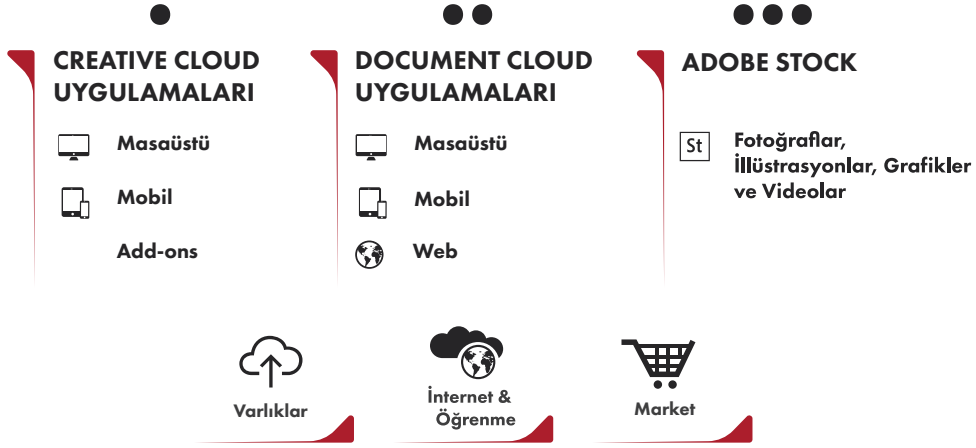 CREATIVE CLOUD
UYGULAMALARI
Masaüstü
Mobil
Add-ons
DOCUMENT CLOUD
UYGULAMALARI
Masaüstü
Mobil
Web
ADOBE STOCK
St
Fotoğraflar,
İllüstrasyonlar, Grafikler
ve Videolar
Varlıklar
İnternet &
Öğrenme
Market